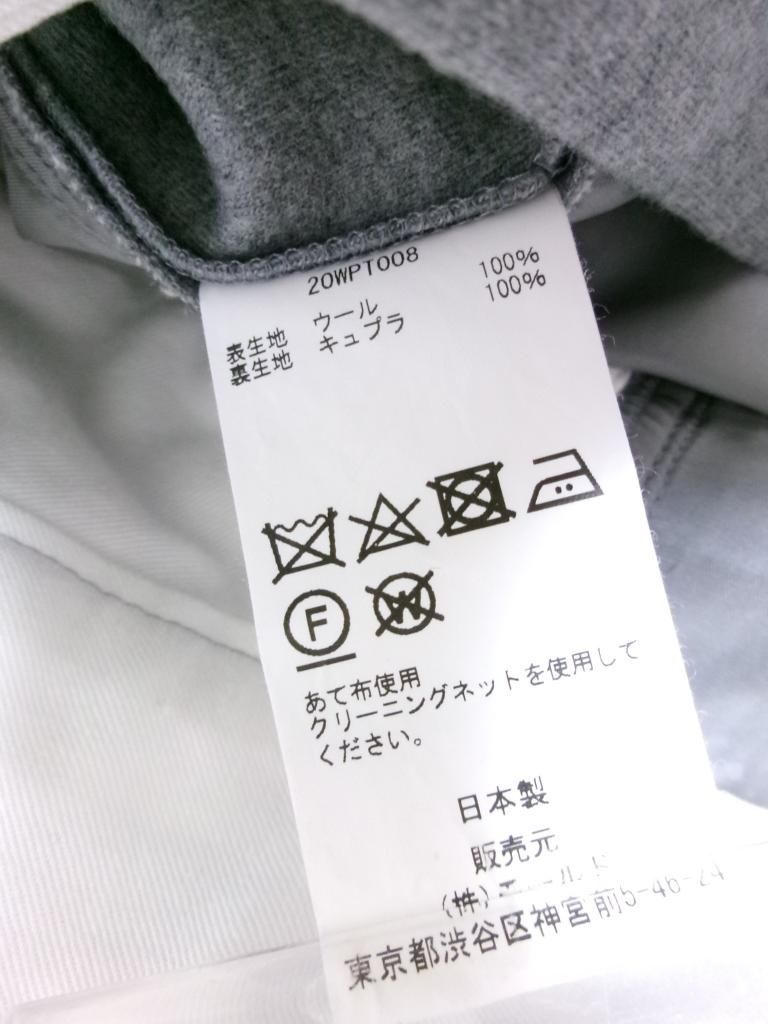 20WPT008
表生地 ウール 100%
裏生地 キュプラ 100%
F
W
あて布使用
クリーニングネットを使用して
ください。
日本製
販売元
(株)
東京都渋谷区神宮前5-46-24